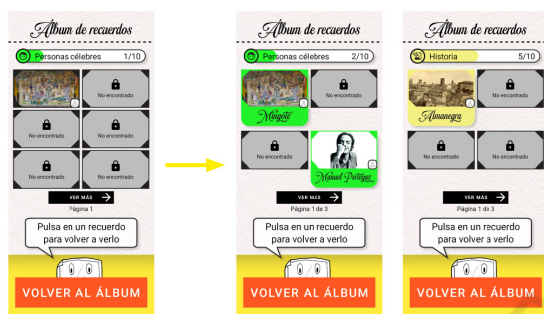 Álbum de recuerdos
Personas célebres 1/10
No encontrado
No encontrado
No encontrado
No encontrado
No encontrado
VER MÁS
Página 1
Pulsa en un recuerdo
para volver a verlo
VOLVER AL ÁLBUM
Álbum de recuerdos
Personas célebres 2/10
No encontrado
Mingote
No encontrado
Manuel Pertegaz
VER MÁS
Página 1 de 3
Pulsa en un recuerdo
para volver a verlo
VOLVER AL ÁLBUM
Álbum de recuerdos
Historia 5/10
No encontrado
Almanegra
No encontrado
No encontrado
VER MÁS
Página 1 de 3
Pulsa en un recuerdo
para volver a verlo
VOLVER AL ÁLBUM